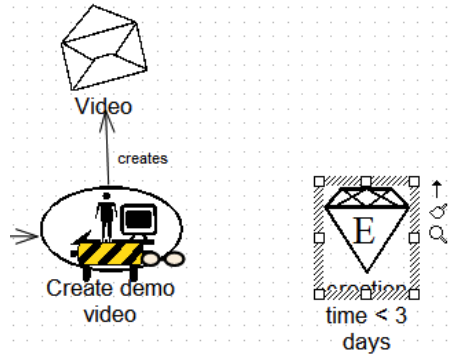 Video
creates
E
Create demo
video
creation
time < 3
days